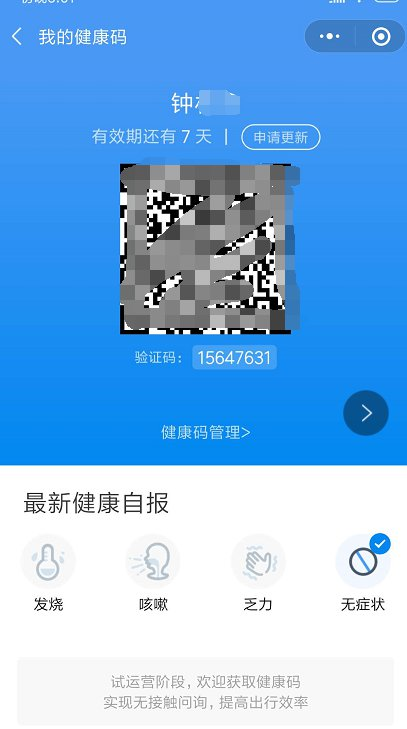 我的健康码
钟
有效期还有 7 天 | 申请更新
验证码: 15647631
健康码管理>
最新健康自报
发烧
咳嗽
乏力
无症状
试运营阶段, 欢迎获取健康码
实现无接触问询, 提高出行效率